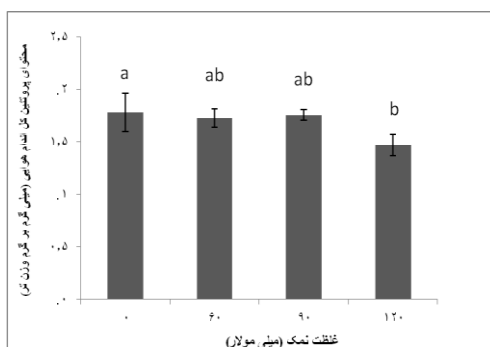 محتوای پروتئین کل اندام هوایی (میلی گرم بر گرم وزن تر)
۲,۵
.۲
۱,۵
.۱
۰,۵
.۰
a
ab
ab
b
۰
۶۰
۹۰
۱۲۰
غلظت نمک (میلی مولار)